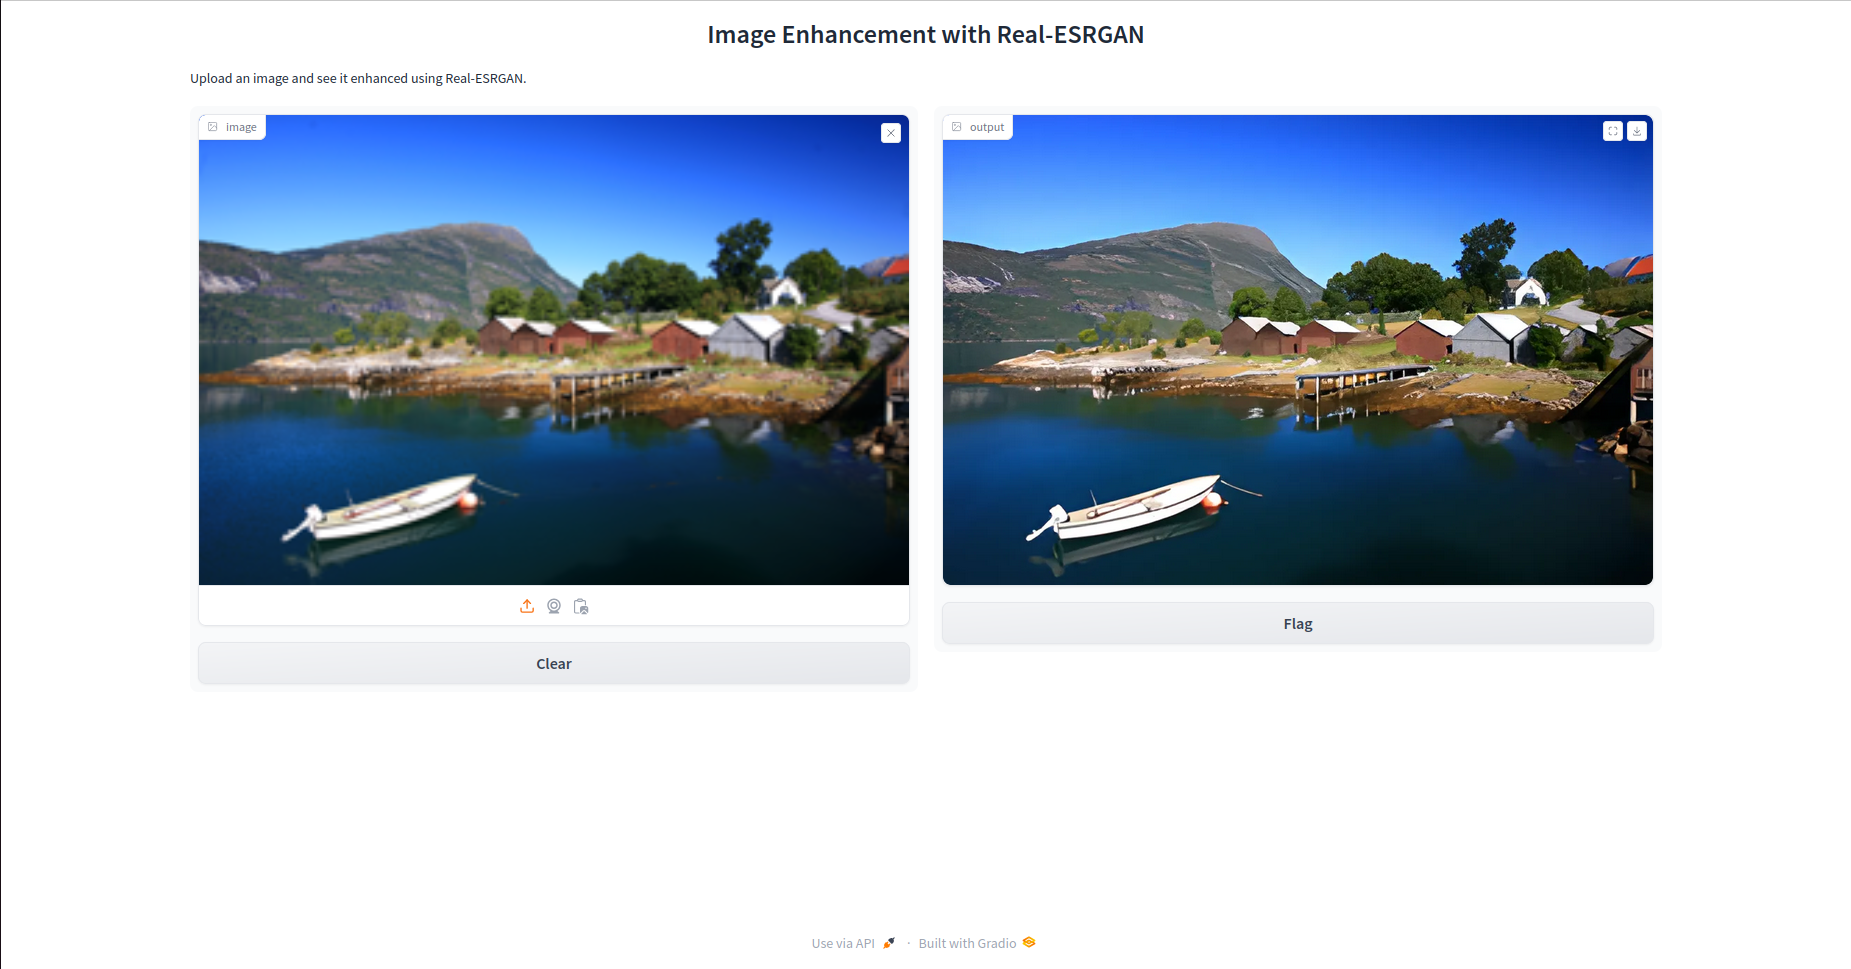 Image Enhancement with Real-ESRGAN
Upload an image and see it enhanced using Real-ESRGAN.
image
output
Flag
Clear
Use via API · Built with Gradio